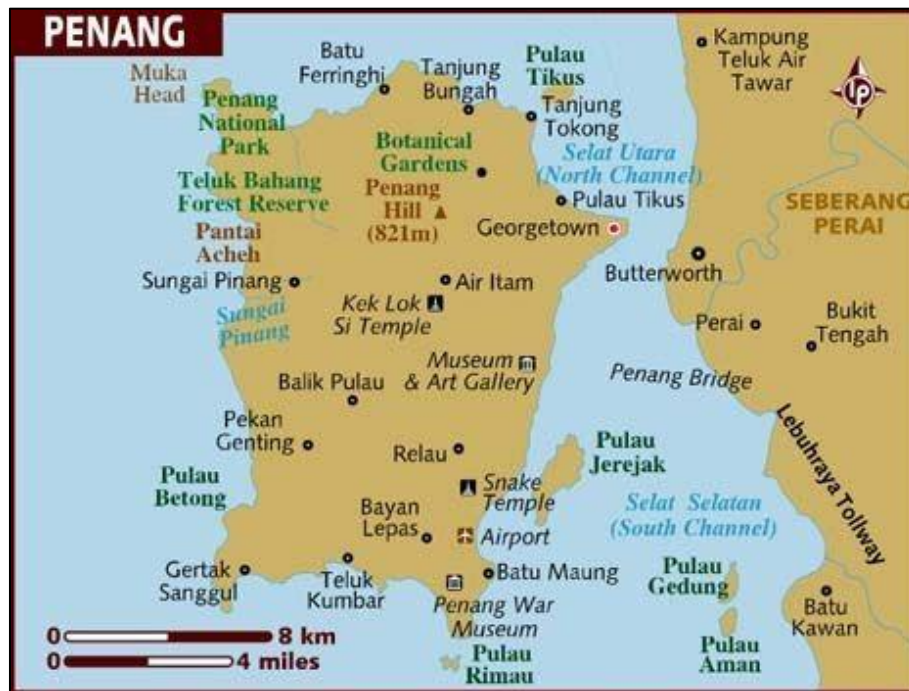 PENANG
Muka
Head
Batu
Ferringhi
Tanjung
Bungah
Pulau
Tikus
Kampung
Teluk Air
Tawar
lp
Penang
National
Park
Tanjung
Tokong
Botanical
Gardens
Selat Utara
(North Channel)
Teluk Bahang
Forest Reserve
Penang
Hill
(821m)
Pulau Tikus
SEBERANG
PERAI
Pantai
Acheh
Georgetown
Butterworth
Sungai Pinang
Air Itam
Sungai
Pinang
Kek Lok
Si Temple
Perai
Bukit
Tengah
Museum
& Art Gallery
Penang Bridge
Balik Pulau
Pekan
Genting
Relau
Pulau
Jerejak
Lebuhraya Tollway
Pulau
Betong
Snake
Temple
Selat Selatan
(South Channel)
Bayan
Lepas
Airport
Gertak
Sanggul
Teluk
Kumbar
Batu Maung
Pulau
Gedung
Penang War
Museum
Batu
Kawan
0 8 km
0 4 miles
Pulau
Rimau
Pulau
Aman